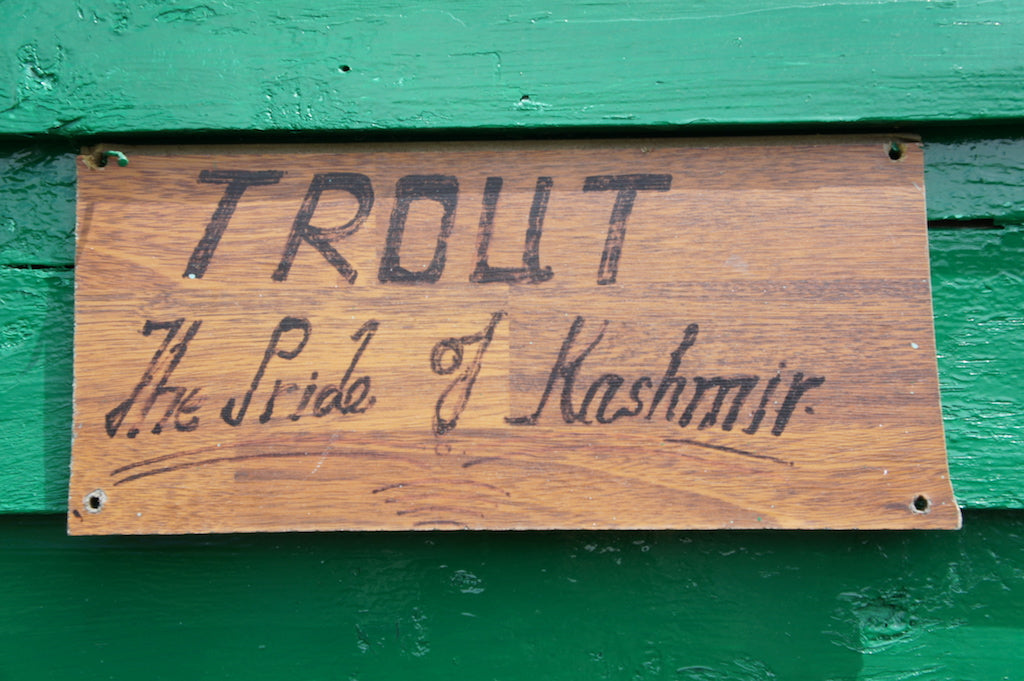 TROUT
The Pride of Kashmir.